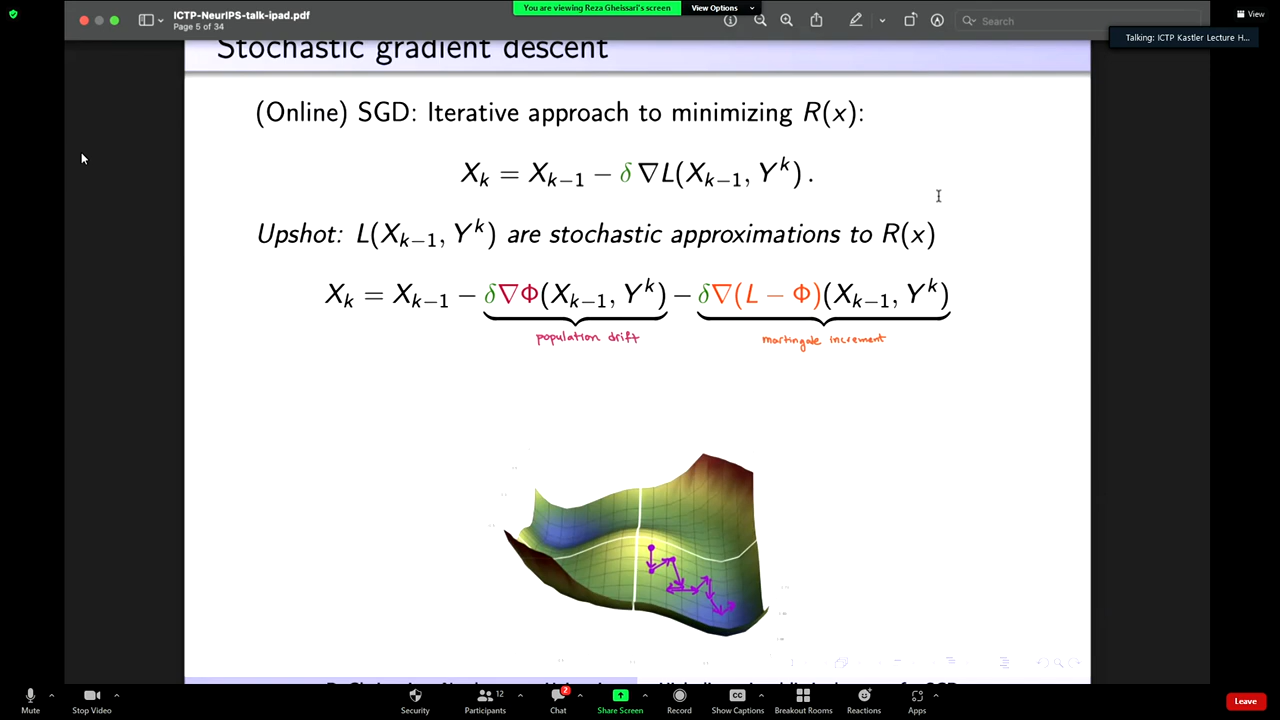 ICTP-NeurIPS-talk-ipad.pdf
Page 5 of 34
You are viewing Reza Gheissari's screen
View Options
Search
View
Talking: ICTP Kastler Lecture H...
Stochastic gradient descent
(Online) SGD: Iterative approach to minimizing R(x):
X_k = X_{k−1} − δ ∇L(X_{k−1}, Y^k) .
Upshot: L(X_{k−1}, Y^k) are stochastic approximations to R(x)
X_k = X_{k−1} − δ∇Φ(X_{k−1}, Y^k) − δ∇(L − Φ)(X_{k−1}, Y^k)
population drift
martingale increment
Mute
Stop Video
Security
Participants
12
Chat
2
Share Screen
Record
CC
Show Captions
Breakout Rooms
Reactions
Apps
Leave